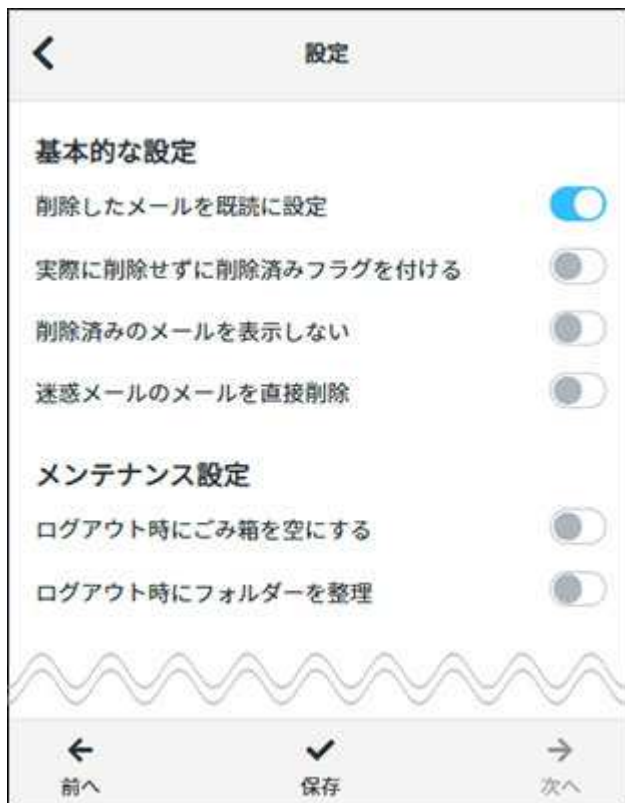 設定
基本的な設定
削除したメールを既読に設定
実際に削除せずに削除済みフラグを付ける
削除済みのメールを表示しない
迷惑メールのメールを直接削除
メンテナンス設定
ログアウト時にごみ箱を空にする
ログアウト時にフォルダーを整理
前へ
保存
次へ